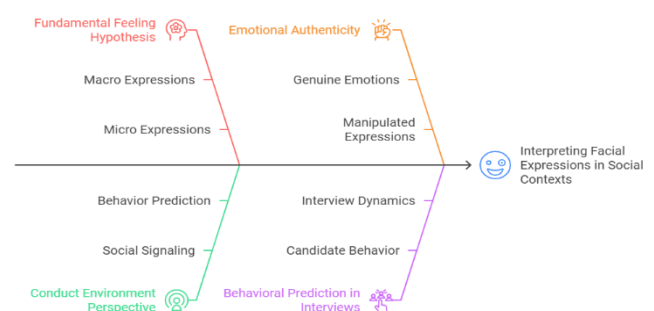 Fundamental Feeling
Hypothesis
Emotional Authenticity
Macro Expressions
Genuine Emotions
Micro Expressions
Manipulated
Expressions
Interpreting Facial
Expressions in Social
Contexts
Behavior Prediction
Interview Dynamics
Social Signaling
Candidate Behavior
Conduct Environment
Perspective
Behavioral Prediction in
Interviews